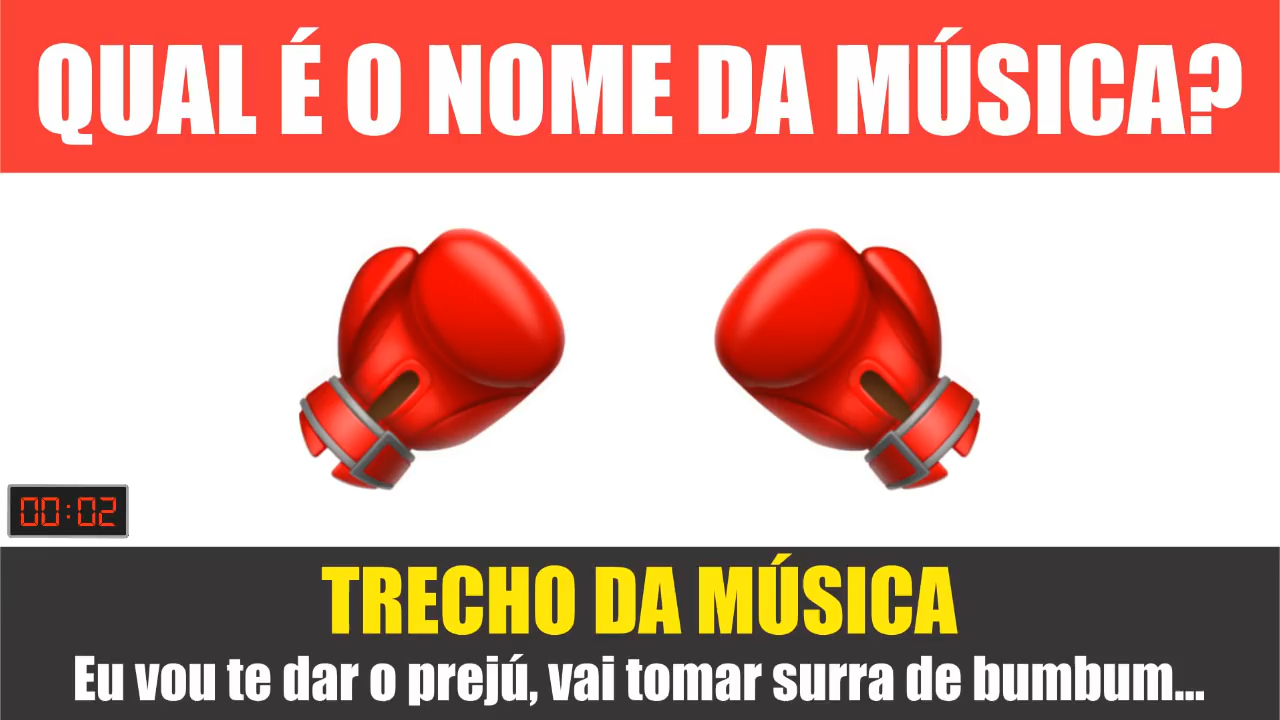 QUAL É O NOME DA MÚSICA?
00:02
TRECHO DA MÚSICA
Eu vou te dar o prejú, vai tomar surra de bumbum...